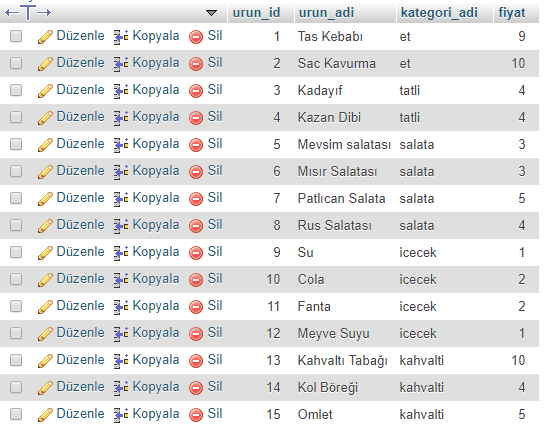 urun_id urun_adi kategori_adi fiyat
Düzenle Kopyala Sil 1 Tas Kebabı et 9
Düzenle Kopyala Sil 2 Sac Kavurma et 10
Düzenle Kopyala Sil 3 Kadayıf tatli 4
Düzenle Kopyala Sil 4 Kazan Dibi tatli 4
Düzenle Kopyala Sil 5 Mevsim salatası salata 3
Düzenle Kopyala Sil 6 Mısır Salatası salata 3
Düzenle Kopyala Sil 7 Patlıcan Salata salata 5
Düzenle Kopyala Sil 8 Rus Salatası salata 4
Düzenle Kopyala Sil 9 Su icecek 1
Düzenle Kopyala Sil 10 Cola icecek 2
Düzenle Kopyala Sil 11 Fanta icecek 2
Düzenle Kopyala Sil 12 Meyve Suyu icecek 1
Düzenle Kopyala Sil 13 Kahvaltı Tabağı kahvalti 10
Düzenle Kopyala Sil 14 Kol Böreği kahvalti 4
Düzenle Kopyala Sil 15 Omlet kahvalti 5